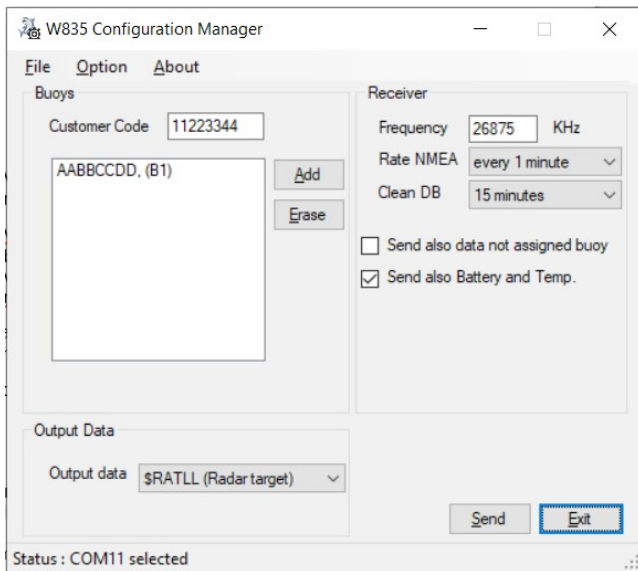 W835 Configuration Manager
File Option About
Buoys
Customer Code 11223344
AABBCCDD, (B1)
Add
Erase
Receiver
Frequency 26875 KHz
Rate NMEA every 1 minute
Clean DB 15 minutes
Send also data not assigned buoy
Send also Battery and Temp.
Output Data
Output data $RATLL (Radar target)
Send Exit
Status : COM11 selected